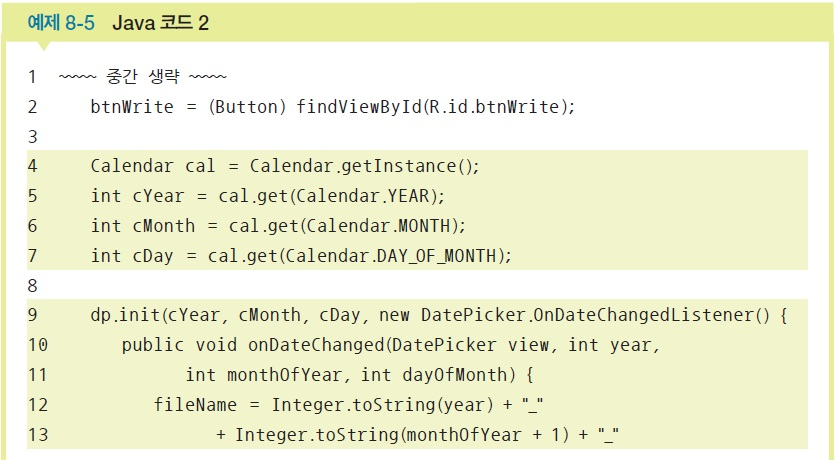 예제 8-5 Java 코드 2
1 ~~~~ 중간 생략 ~~~~
2 btnWrite = (Button) findViewById(R.id.btnWrite);
3
4 Calendar cal = Calendar.getInstance();
5 int cYear = cal.get(Calendar.YEAR);
6 int cMonth = cal.get(Calendar.MONTH);
7 int cDay = cal.get(Calendar.DAY_OF_MONTH);
8
9 dp.init(cYear, cMonth, cDay, new DatePicker.OnDateChangedListener() {
10 public void onDateChanged(DatePicker view, int year,
11 int monthOfYear, int dayOfMonth) {
12 fileName = Integer.toString(year) + "_"
13 + Integer.toString(monthOfYear + 1) + "_"